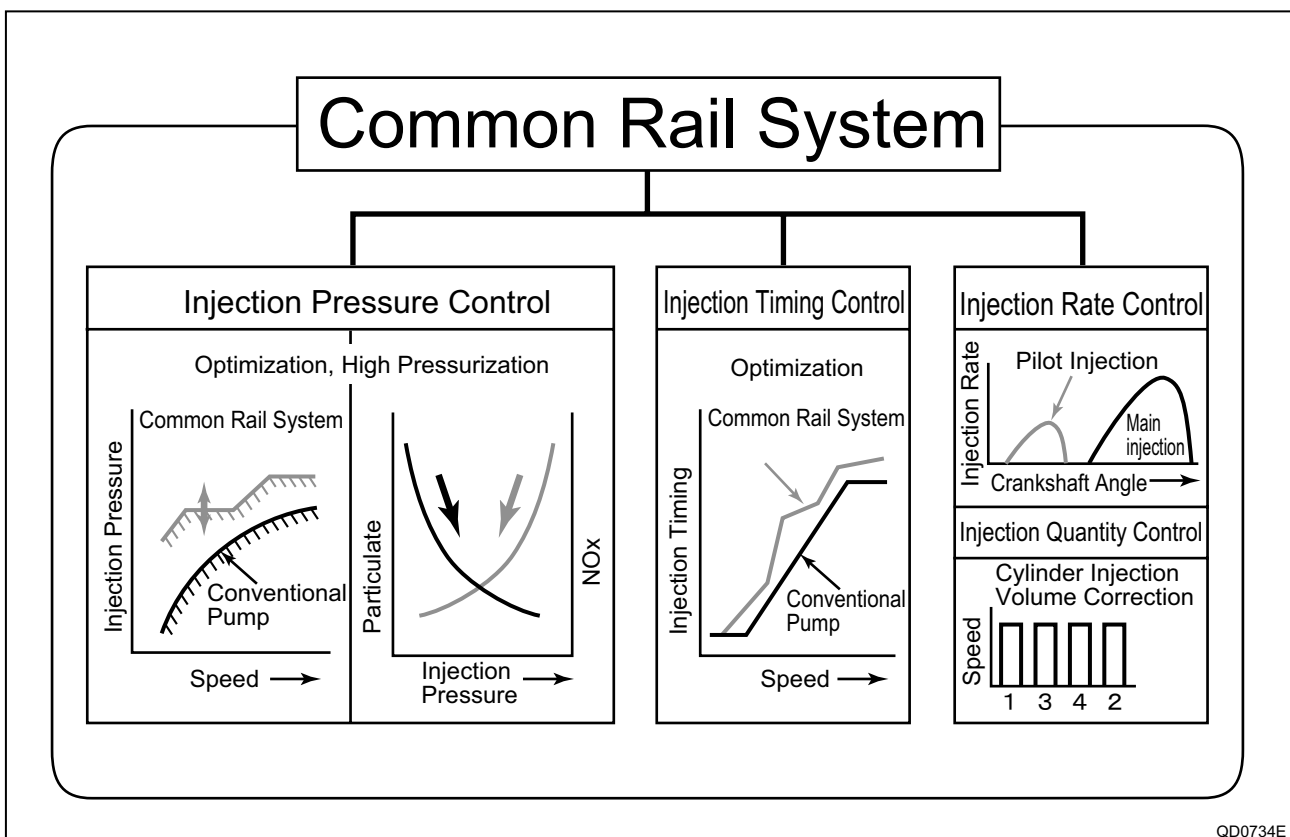 Common Rail System
Injection Pressure Control
Optimization, High Pressurization
Common Rail System
Injection Pressure
Conventional
Pump
Speed
Particulate
NOx
Injection
Pressure
Injection Timing Control
Optimization
Common Rail System
Injection Timing
Conventional
Pump
Speed
Injection Rate Control
Pilot Injection
Injection Rate
Main
injection
Crankshaft Angle
Injection Quantity Control
Cylinder Injection
Volume Correction
Speed
1 3 4 2
QD0734E